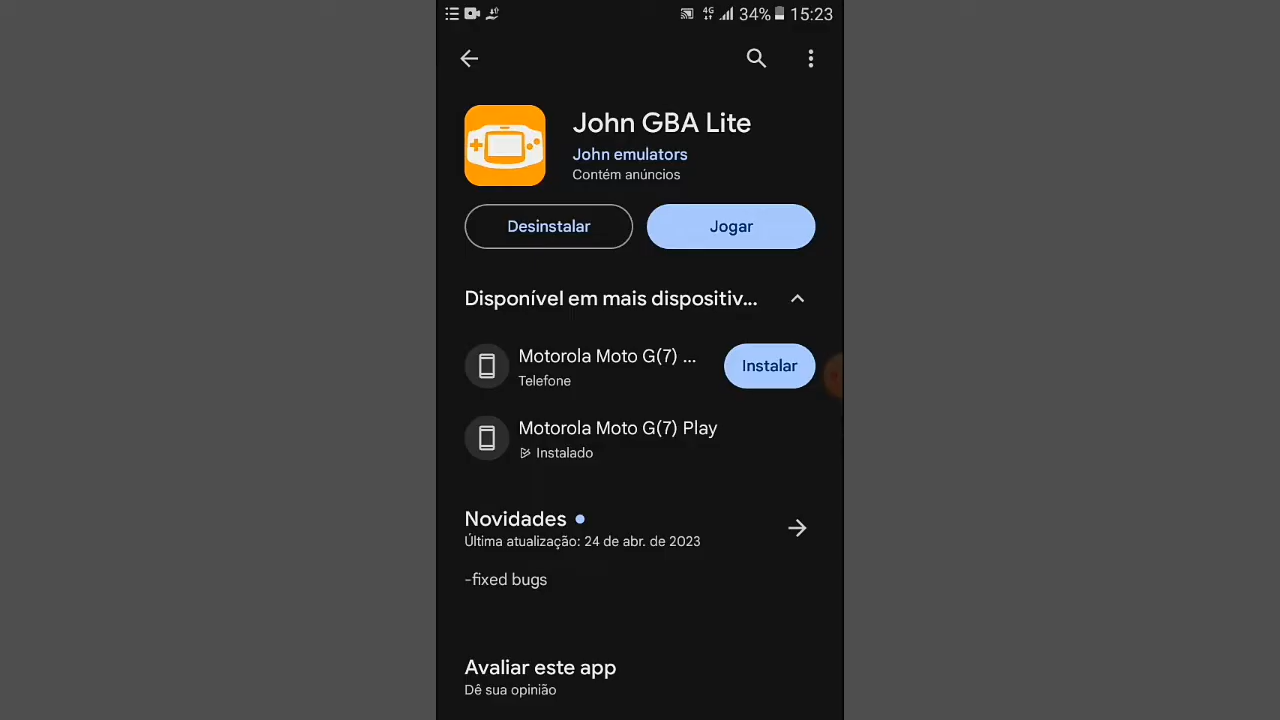 4G 34% 15:23
John GBA Lite
John emulators
Contém anúncios
Desinstalar Jogar
Disponível em mais dispositiv...
Motorola Moto G(7) ...
Telefone
Instalar
Motorola Moto G(7) Play
Instalado
Novidades
Última atualização: 24 de abr. de 2023
-fixed bugs
Avaliar este app
Dê sua opinião